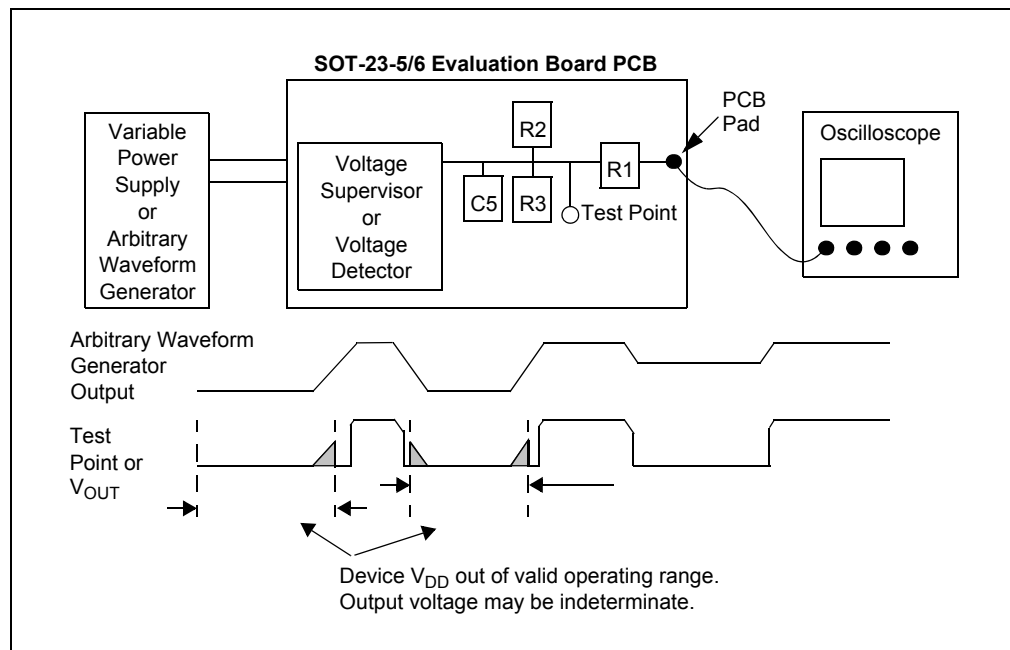 SOT-23-5/6 Evaluation Board PCB
Variable
Power
Supply
or
Arbitrary
Waveform
Generator
Voltage
Supervisor
or
Voltage
Detector
C5
R2
R3
Test Point
R1
PCB
Pad
Oscilloscope
Arbitrary Waveform
Generator
Output
Test
Point or
VOUT
Device VDD out of valid operating range.
Output voltage may be indeterminate.